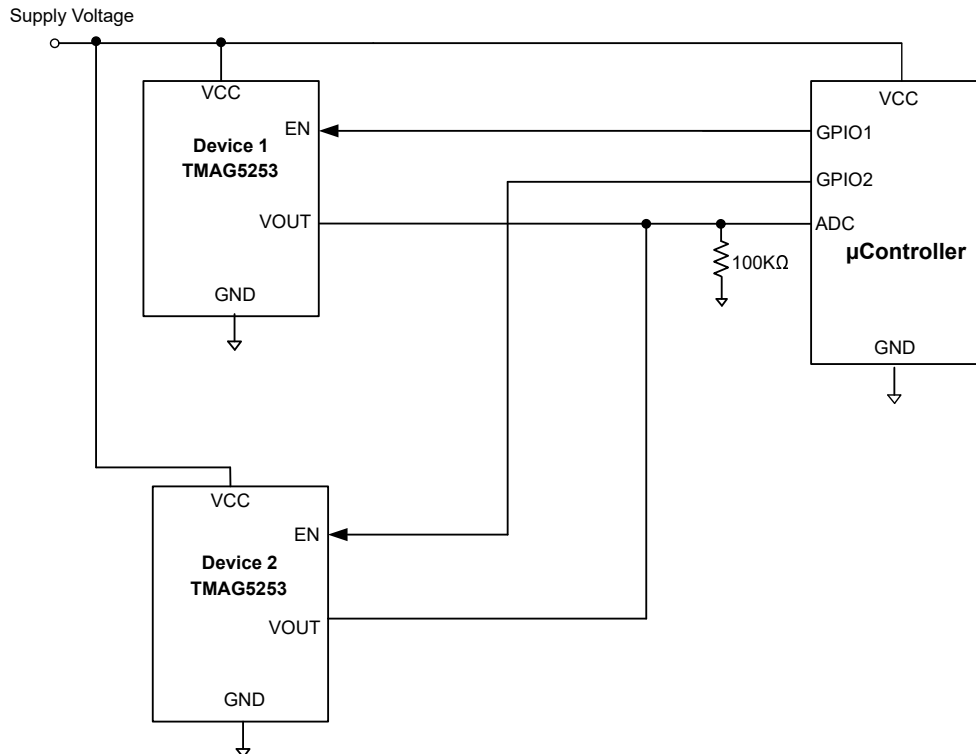 Supply Voltage
VCC
EN
Device 1
TMAG5253
VOUT
GND
VCC
GPIO1
GPIO2
ADC
µController
100KΩ
GND
VCC
EN
Device 2
TMAG5253
VOUT
GND